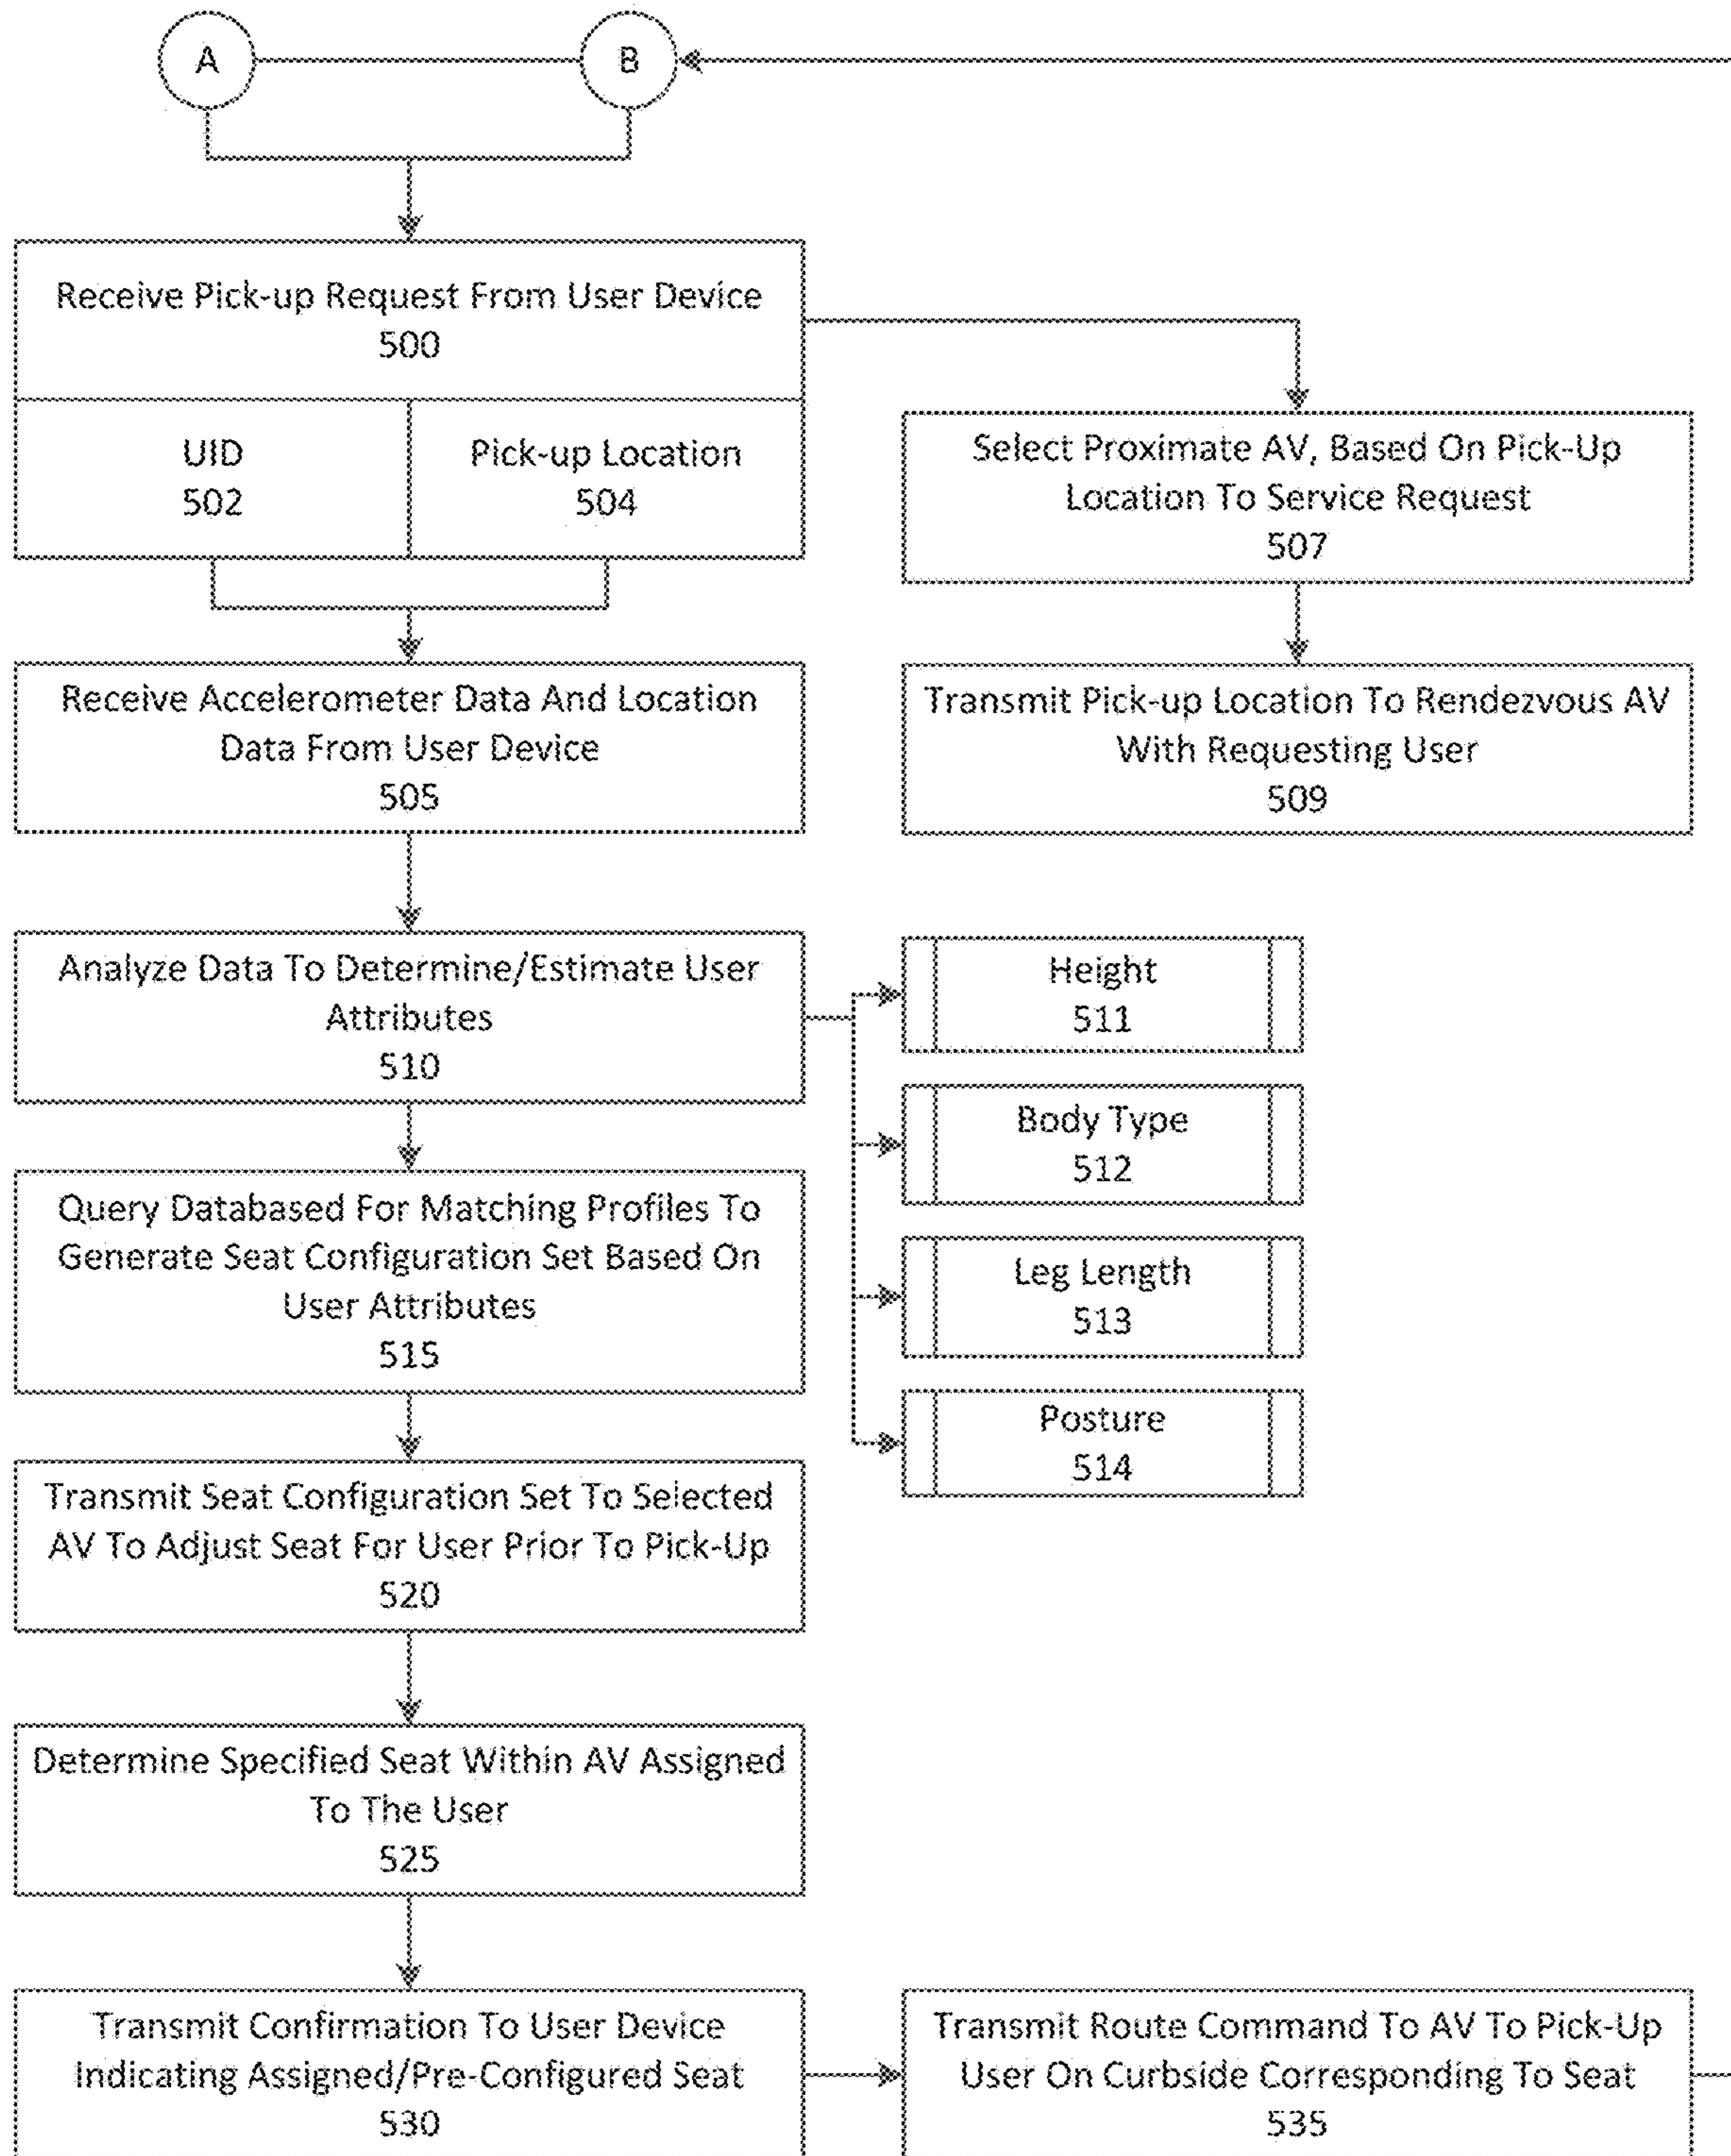 A
B
Receive Pick-up Request From User Device
500
UID
502
Pick-up Location
504
Select Proximate AV, Based On Pick-Up
Location To Service Request
507
Receive Accelerometer Data And Location
Data From User Device
505
Transmit Pick-up Location To Rendezvous AV
With Requesting User
509
Analyze Data To Determine/Estimate User
Attributes
510
Height
511
Body Type
512
Leg Length
513
Posture
514
Query Databased For Matching Profiles To
Generate Seat Configuration Set Based On
User Attributes
515
Transmit Seat Configuration Set To Selected
AV To Adjust Seat For User Prior To Pick-Up
520
Determine Specified Seat Within AV Assigned
To The User
525
Transmit Confirmation To User Device
Indicating Assigned/Pre-Configured Seat
530
Transmit Route Command To AV To Pick-Up
User On Curbside Corresponding To Seat
535